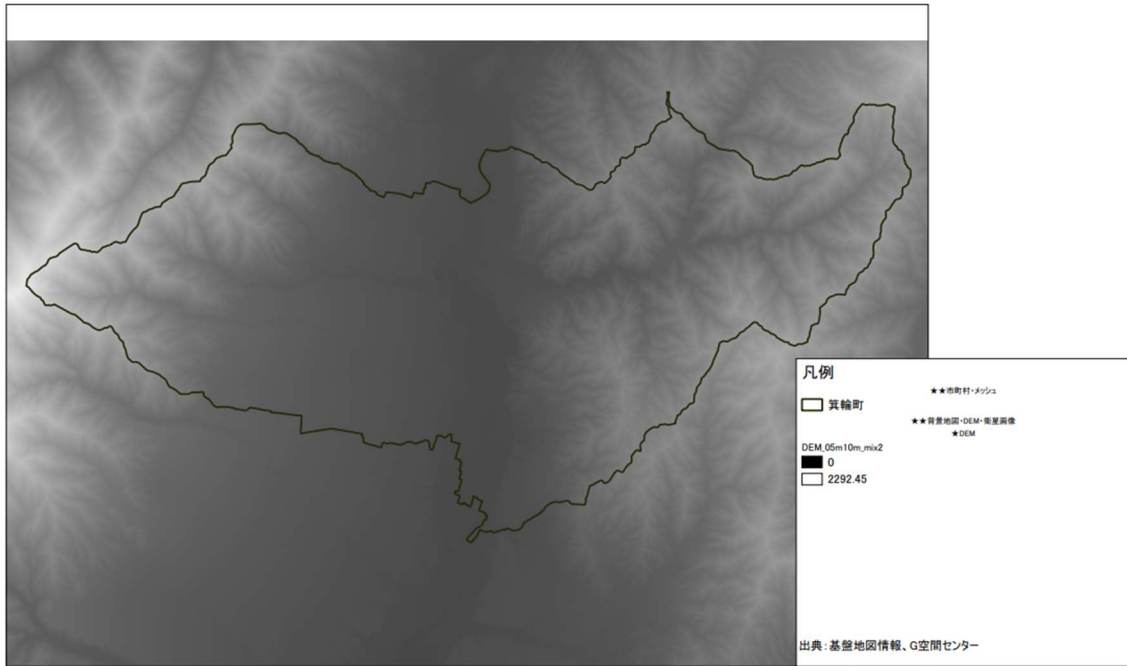 凡例
★★市町村・メッシュ
箕輪町
★★背景地図・DEM・衛星画像
★DEM
DEM_05m10m_mix2
0
2292.45
出典：基盤地図情報、G空間センター